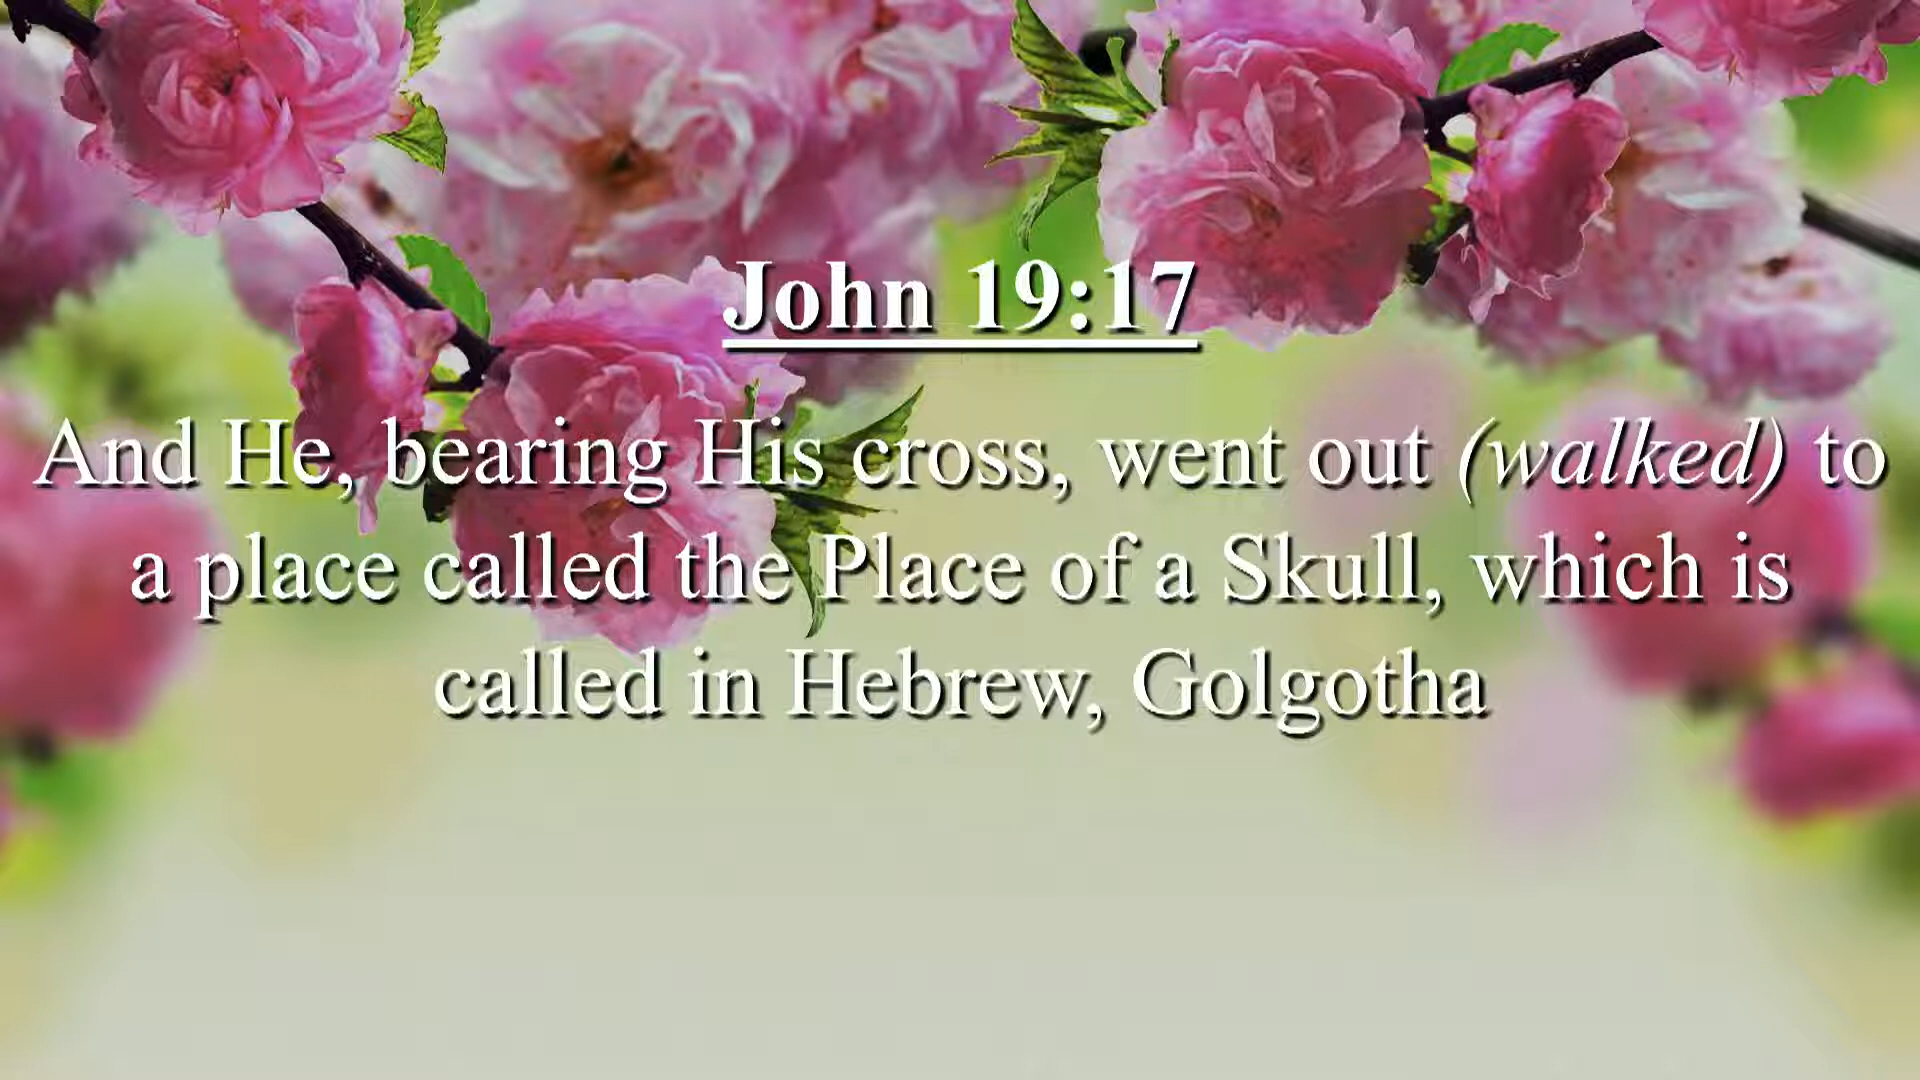 John 19:17
And He, bearing His cross, went out (walked) to
a place called the Place of a Skull, which is
called in Hebrew, Golgotha